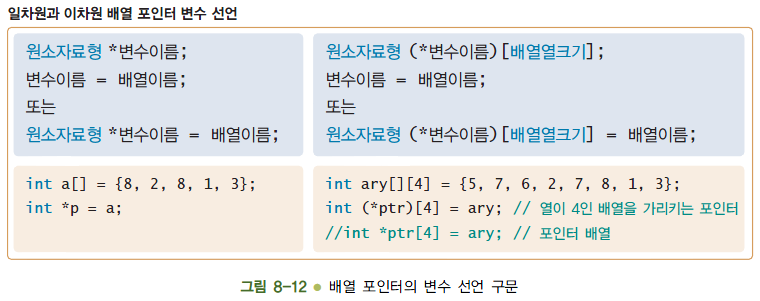 일차원과 이차원 배열 포인터 변수 선언
원소자료형 *변수이름;
변수이름 = 배열이름;
또는
원소자료형 *변수이름 = 배열이름;
원소자료형 (*변수이름)[배열열크기];
변수이름 = 배열이름;
또는
원소자료형 (*변수이름)[배열열크기] = 배열이름;
int a[] = {8, 2, 8, 1, 3};
int *p = a;
int ary[][4] = {5, 7, 6, 2, 7, 8, 1, 3};
int (*ptr)[4] = ary; // 열이 4인 배열을 가리키는 포인터
//int *ptr[4] = ary; // 포인터 배열
그림 8-12 ● 배열 포인터의 변수 선언 구문